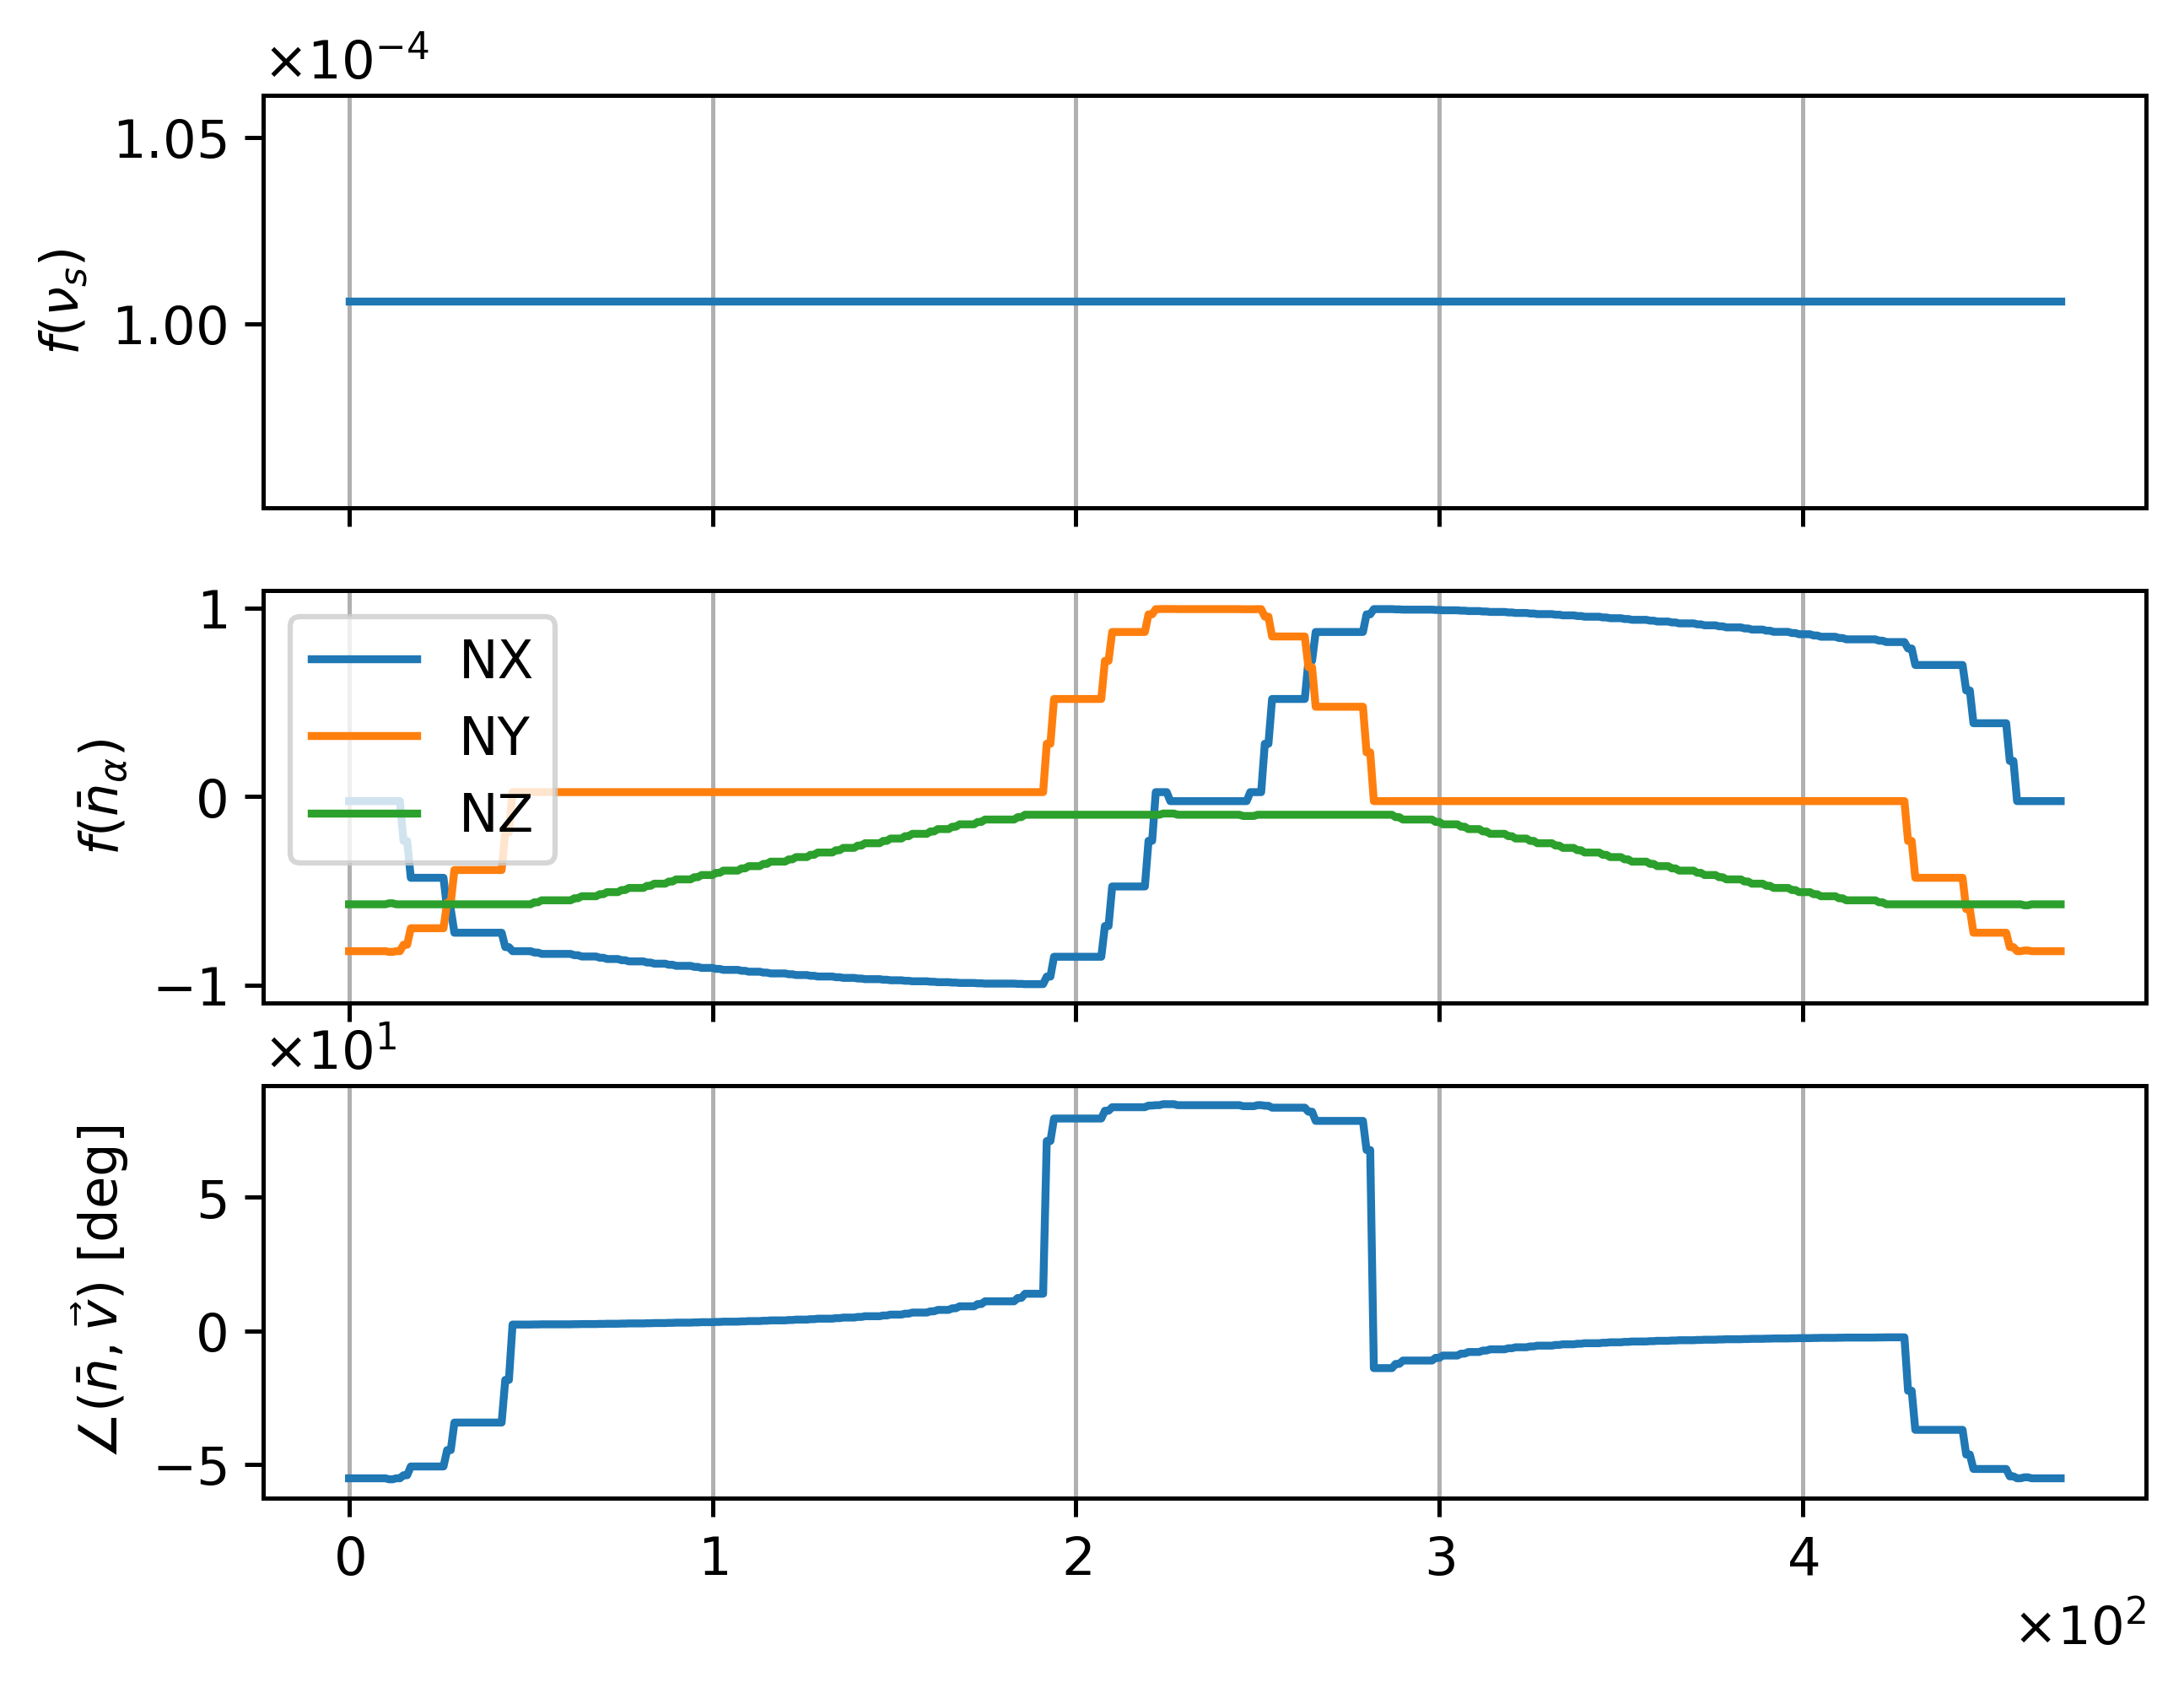 ×10⁻⁴
1.05
1.00
f(ν_s)
1
0
−1
f(n̄_α)
NX
NY
NZ
×10¹
5
0
−5
∠(n̄, v⃗) [deg]
0 1 2 3 4
×10²